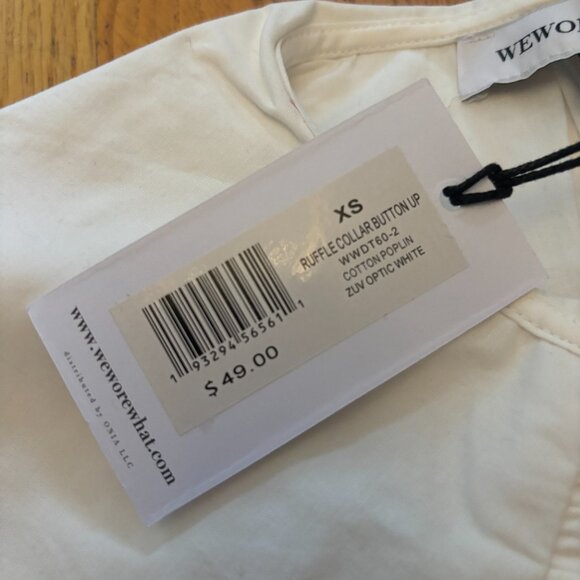 WEWOR
XS
RUFFLE COLLAR BUTTON UP
WWDT60-2
COTTON POPLIN
ZUV OPTIC WHITE
1 93294 56561 1
$ 49.00
www.weworewhat.com
distributed by ONIA LLC